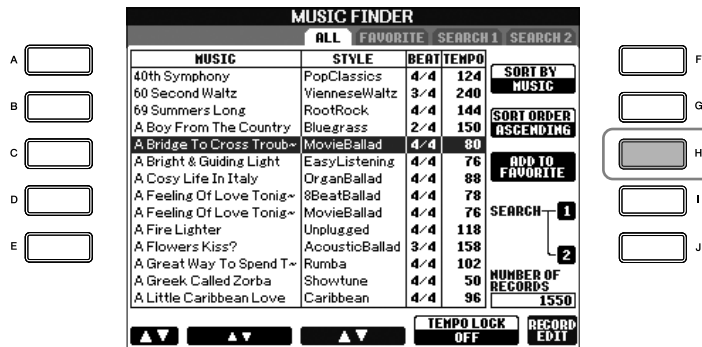 MUSIC FINDER
ALL FAVORITE SEARCH 1 SEARCH 2
MUSIC STYLE BEAT TEMPO
40th Symphony PopClassics 4/4 124
60 Second Waltz VienneseWaltz 3/4 240
69 Summers Long RootRock 4/4 144
A Boy From The Country Bluegrass 2/4 150
A Bridge To Cross Troub~ MovieBallad 4/4 80
A Bright & Guiding Light EasyListening 4/4 76
A Cosy Life In Italy OrganBallad 4/4 88
A Feeling Of Love Tonig~ 8BeatBallad 4/4 78
A Feeling Of Love Tonig~ MovieBallad 4/4 76
A Fire Lighter Unplugged 4/4 118
A Flowers Kiss? AcousticBallad 3/4 158
A Great Way To Spend T~ Rumba 4/4 102
A Greek Called Zorba Showtune 4/4 50
A Little Caribbean Love Caribbean 4/4 96
SORT BY
MUSIC
SORT ORDER
ASCENDING
ADD TO
FAVORITE
SEARCH 1
2
NUMBER OF
RECORDS
1550
TEMPO LOCK
OFF
RECORD
EDIT
A
B
C
D
E
F
G
H
I
J